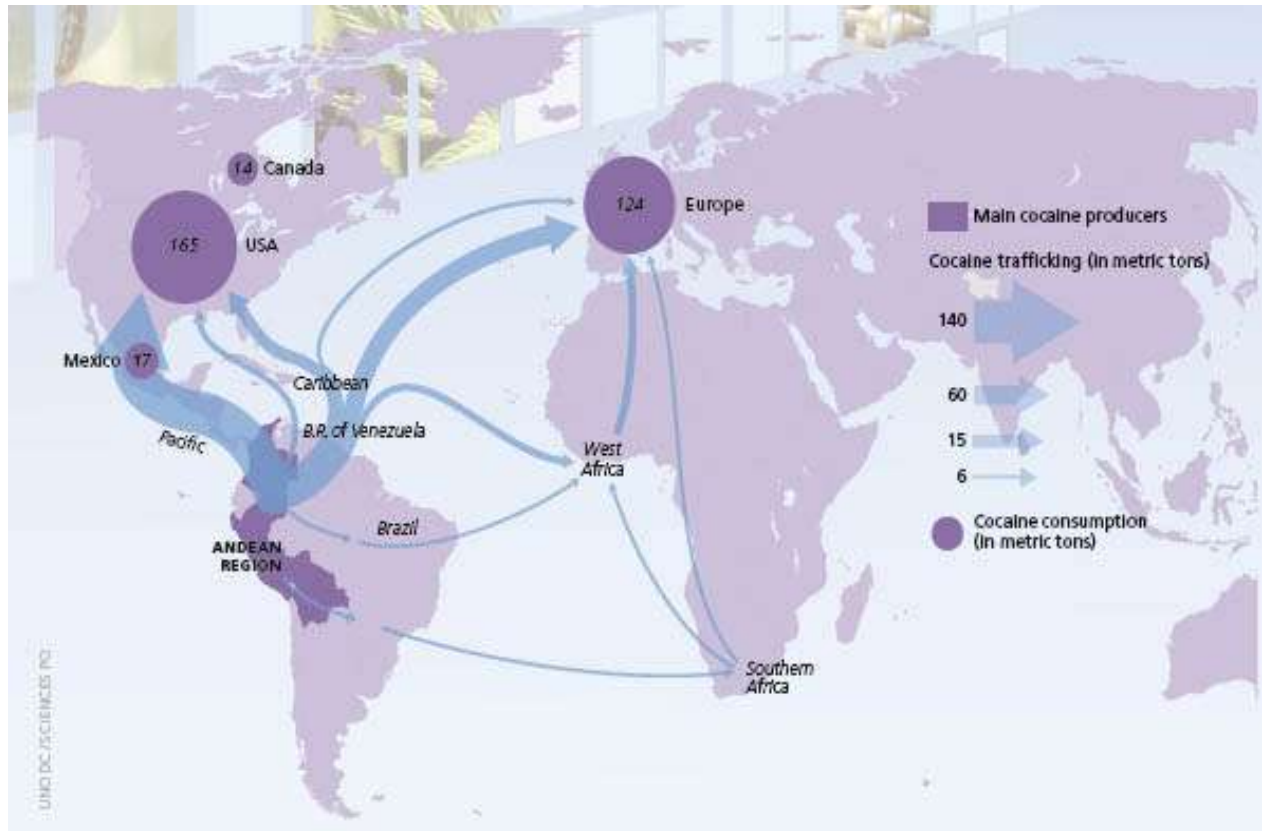 14 Canada
165 USA
124 Europe
Mexico 17
Pacific
Caribbean
B.R. of Venezuela
West
Africa
Brazil
ANDEAN
REGION
Southern
Africa
Main cocaine producers
Cocaine trafficking (in metric tons)
140
60
15
6
Cocaine consumption
(in metric tons)
UNODC/SCIENCES PO